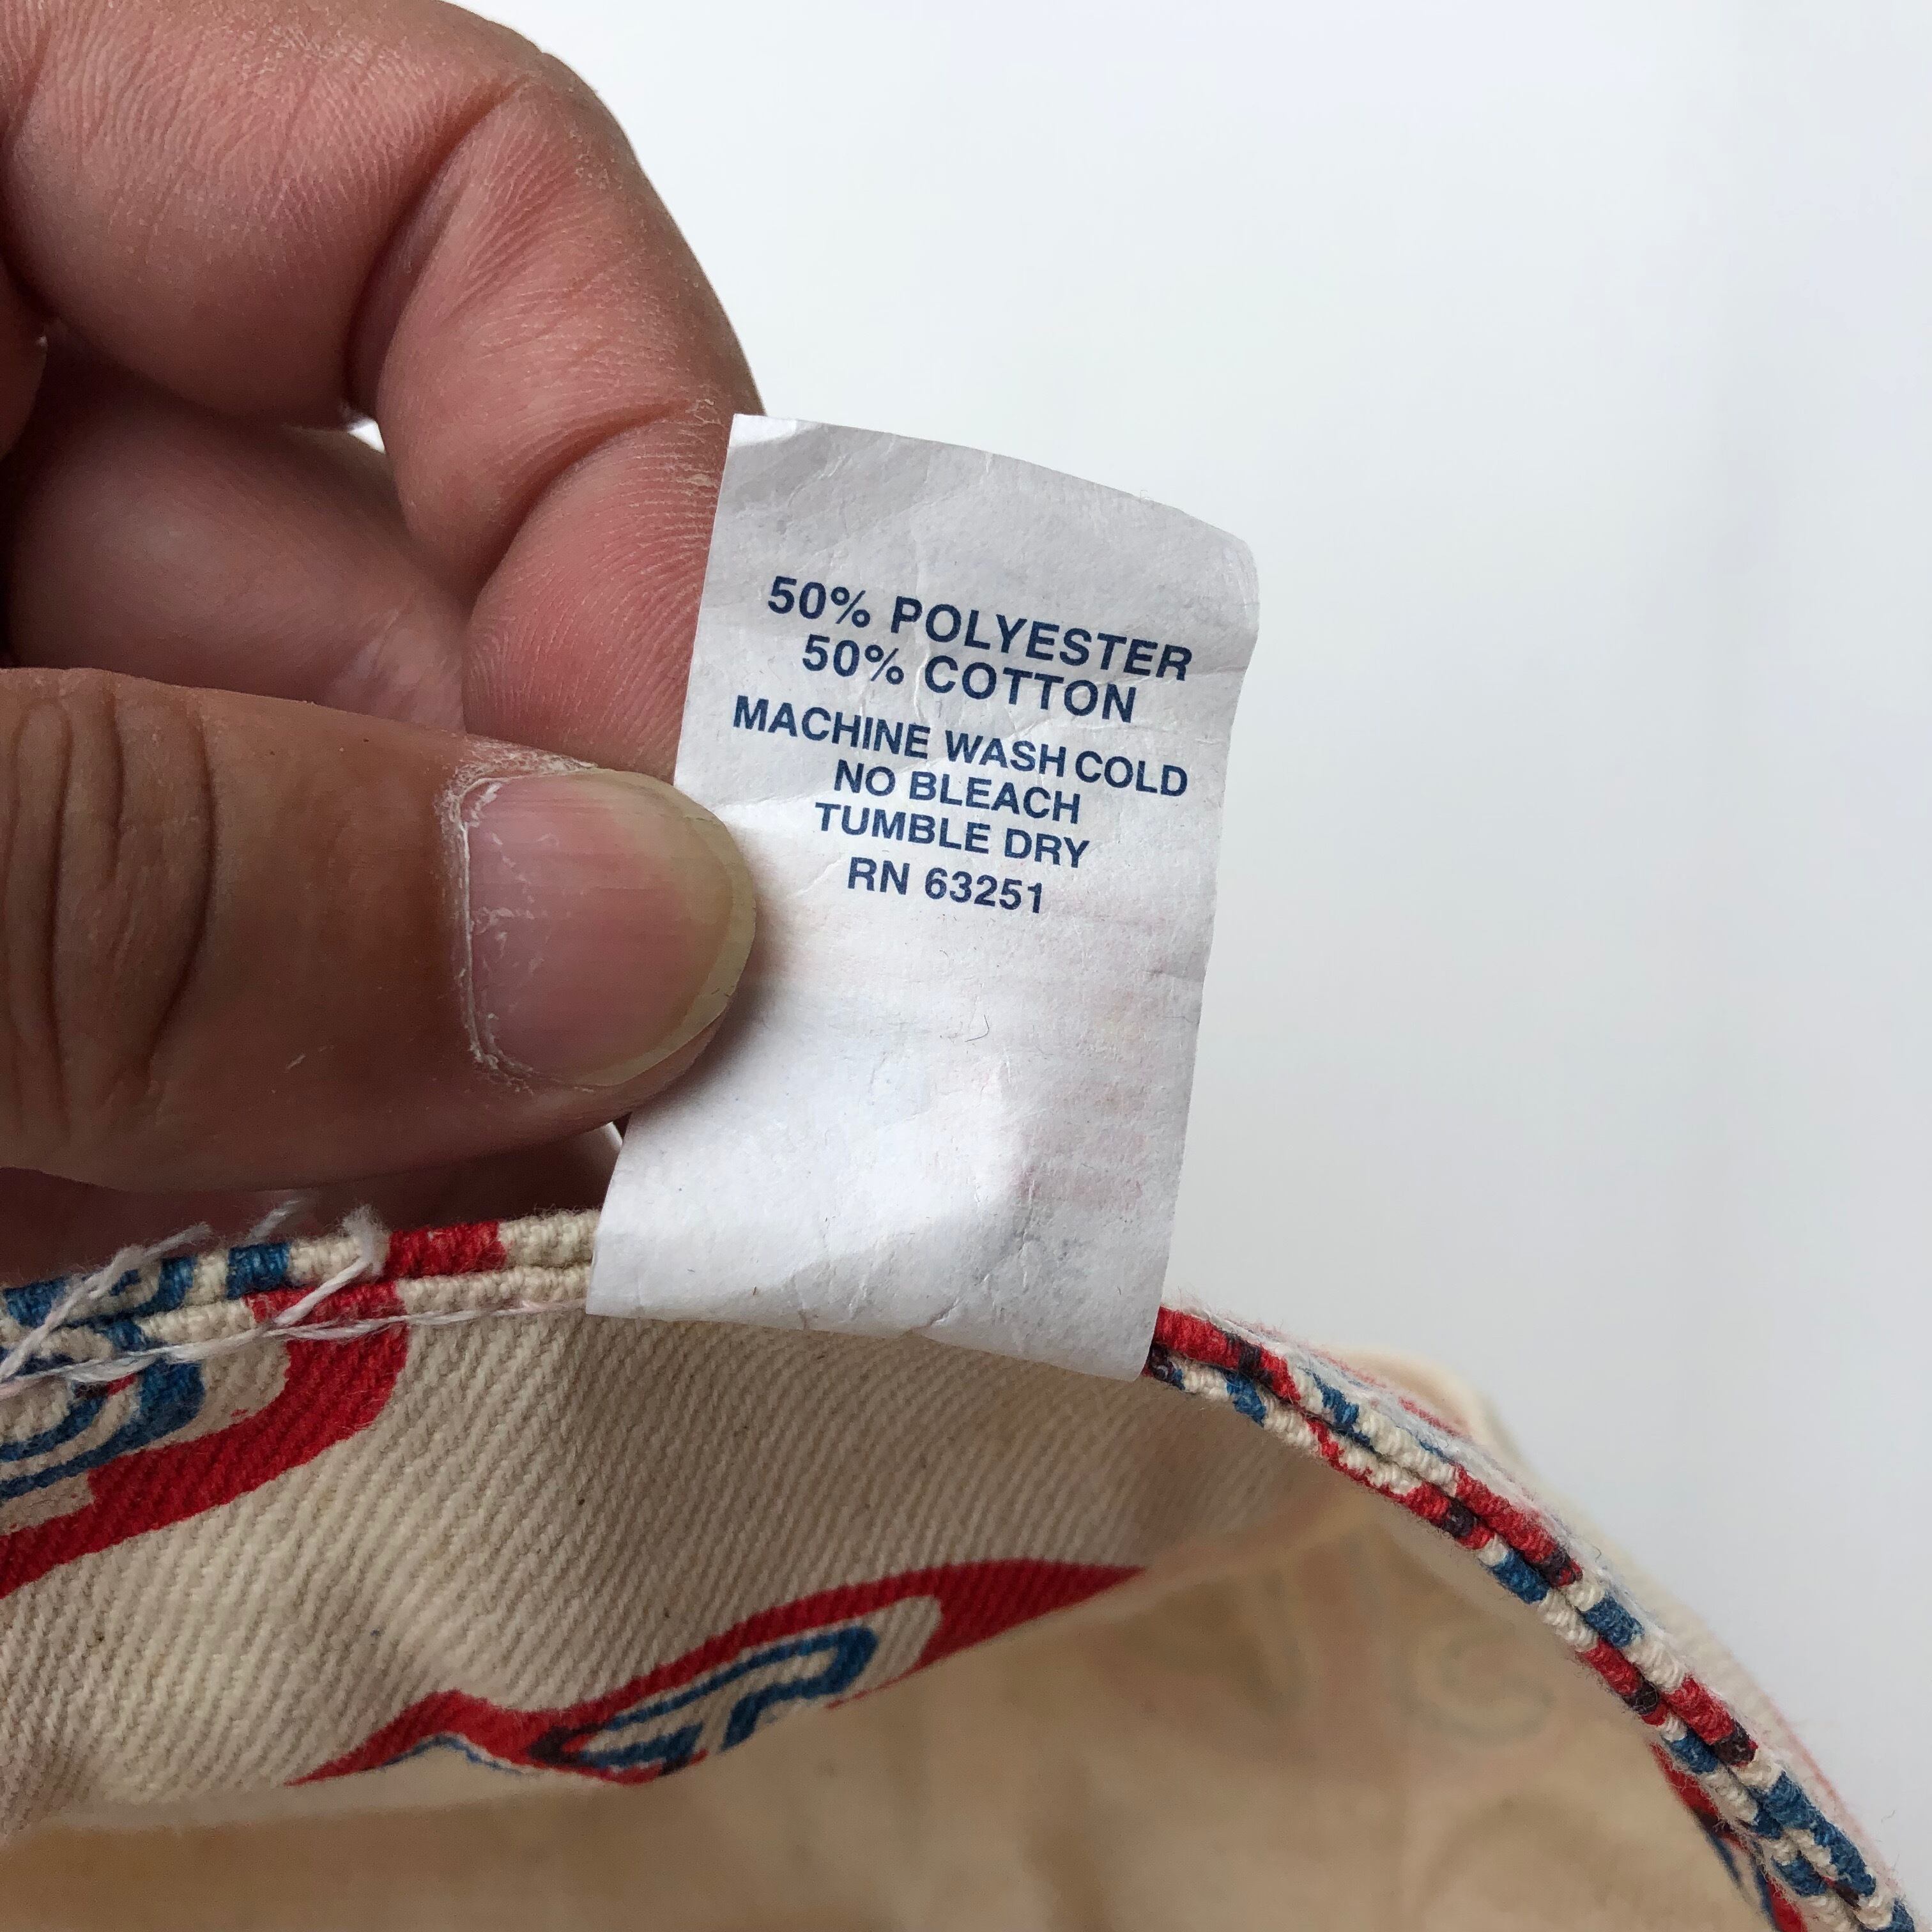 50% POLYESTER
50% COTTON
MACHINE WASH COLD
NO BLEACH
TUMBLE DRY
RN 63251